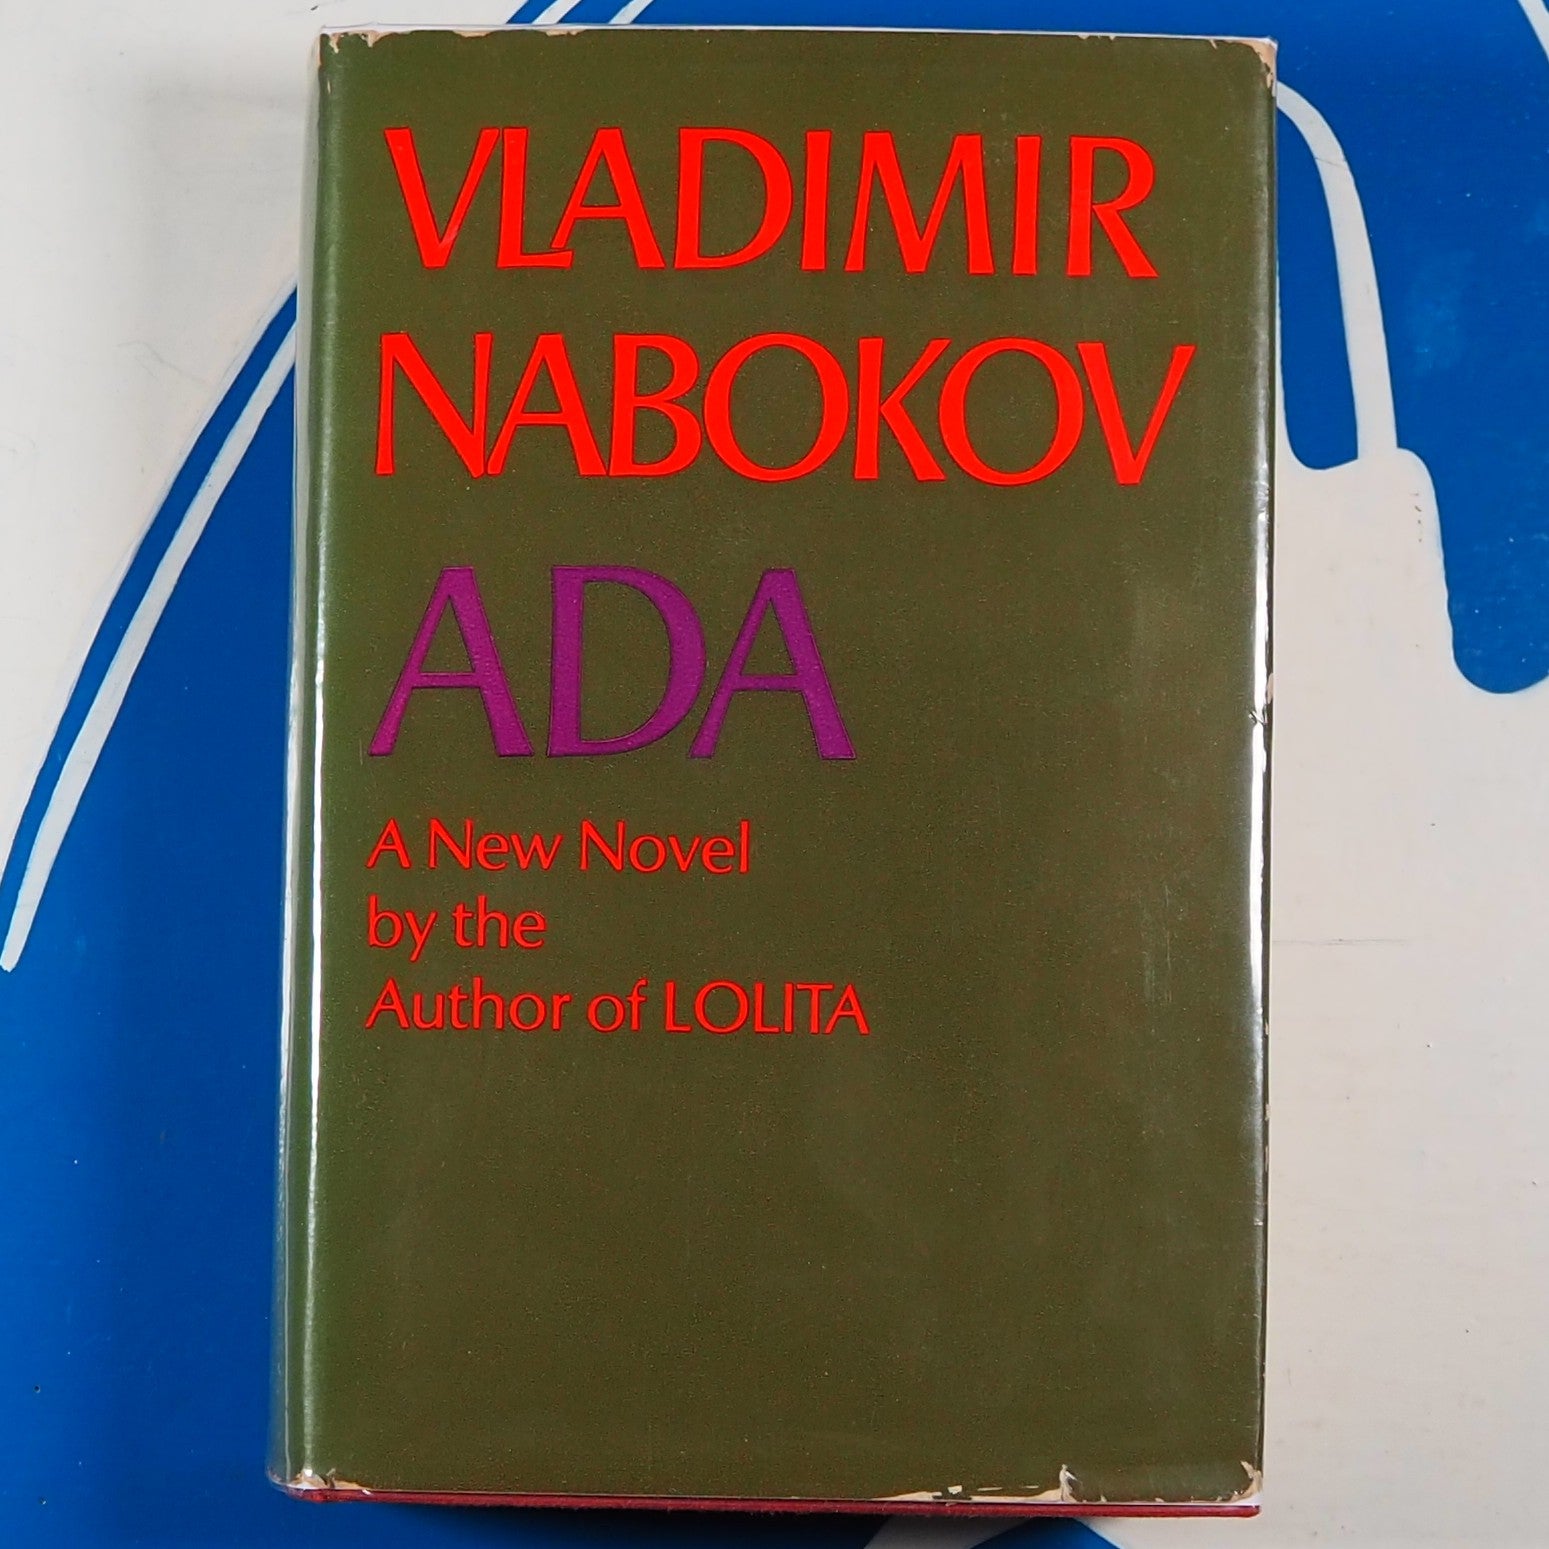 VLADIMIR
NABOKOV
ADA
A New Novel
by the
Author of LOLITA